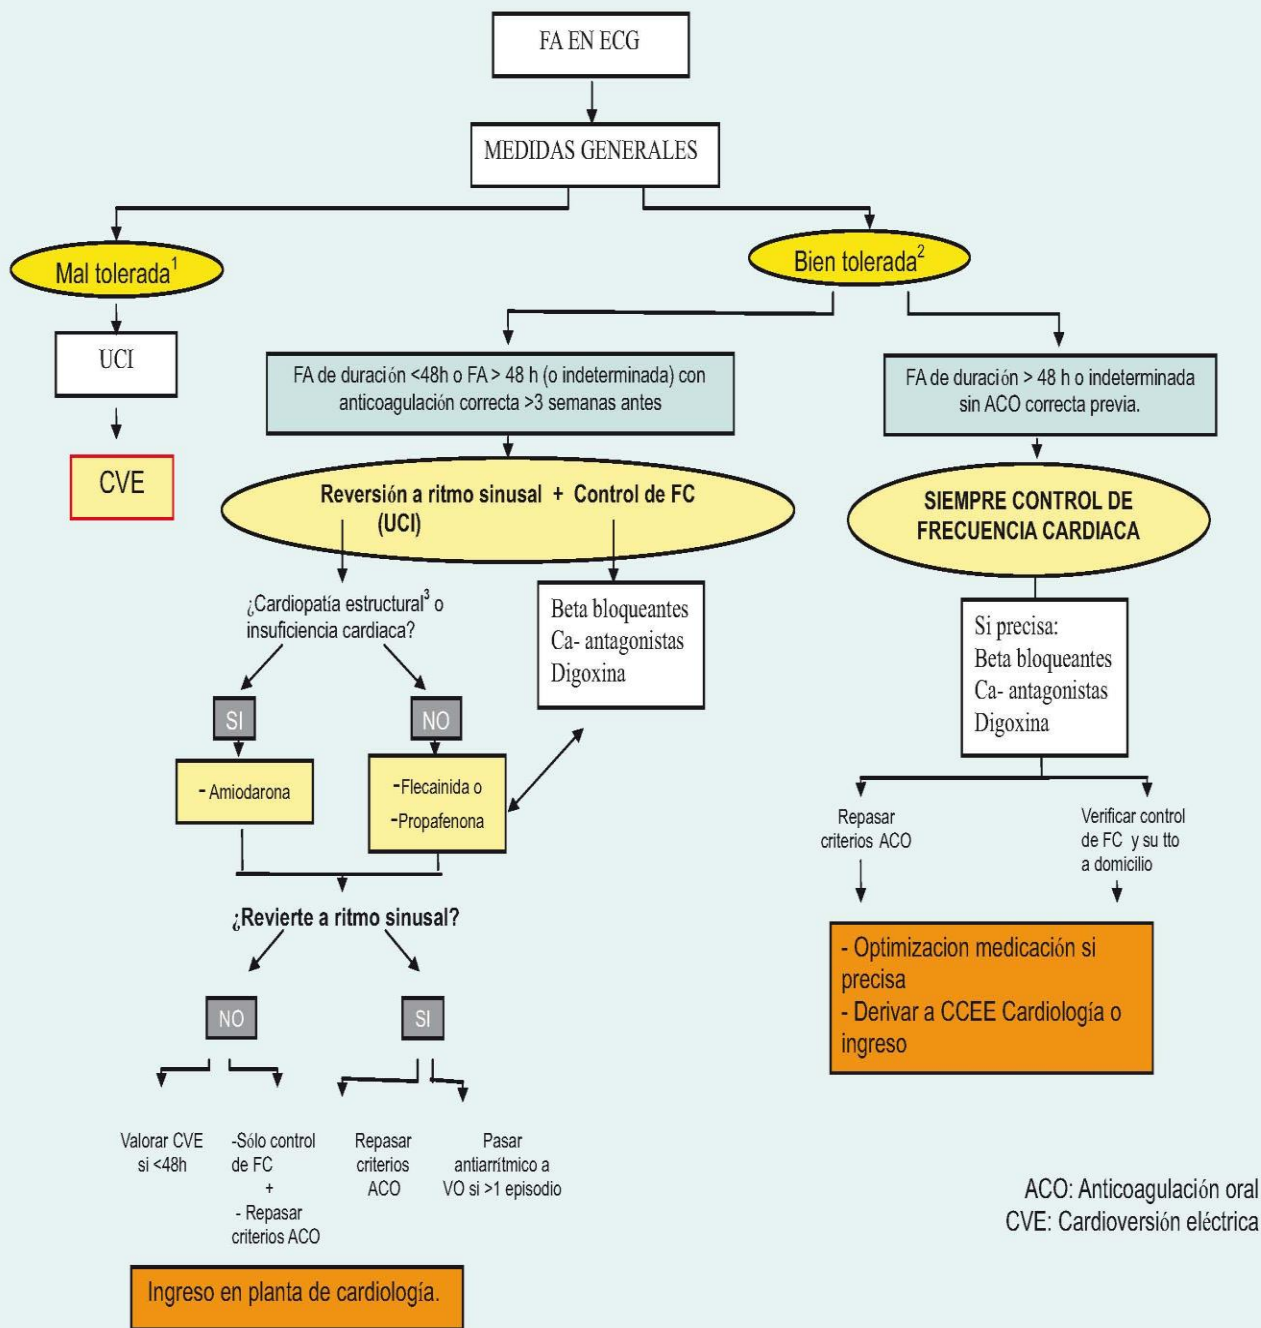 FA EN ECG
MEDIDAS GENERALES
Mal tolerada¹
Bien tolerada²
UCI
CVE
FA de duración <48h o FA > 48 h (o indeterminada) con
anticoagulación correcta >3 semanas antes
FA de duración > 48 h o indeterminada
sin ACO correcta previa.
Reversión a ritmo sinusal + Control de FC
(UCI)
SIEMPRE CONTROL DE
FRECUENCIA CARDIACA
¿Cardiopatía estructural³ o
insuficiencia cardiaca?
Beta bloqueantes
Ca- antagonistas
Digoxina
Si precisa:
Beta bloqueantes
Ca- antagonistas
Digoxina
SI
NO
- Amiodarona
-Flecainida o
-Propafenona
Repasar
criterios ACO
Verificar control
de FC y su tto
a domicilio
¿Revierte a ritmo sinusal?
- Optimizacion medicación si
precisa
- Derivar a CCEE Cardiología o
ingreso
NO
SI
Valorar CVE
si <48h
-Sólo control
de FC
+
- Repasar
criterios ACO
Repasar
criterios
ACO
Pasar
antiarrítmico a
VO si >1 episodio
ACO: Anticoagulación oral
CVE: Cardioversión eléctrica
Ingreso en planta de cardiología.